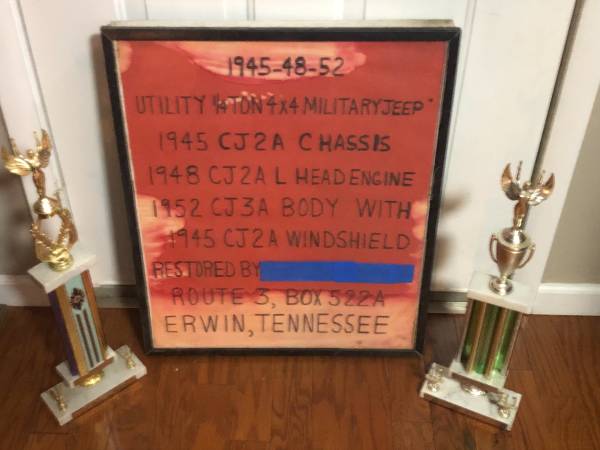 1945-48-52
UTILITY ¼ TON 4X4 MILITARY JEEP"
1945 CJ2A CHASSIS
1948 CJ2A L HEAD ENGINE
1952 CJ3A BODY WITH
1945 CJ2A WINDSHIELD
RESTORED BY
ROUTE 3, BOX 522A
ERWIN, TENNESSEE